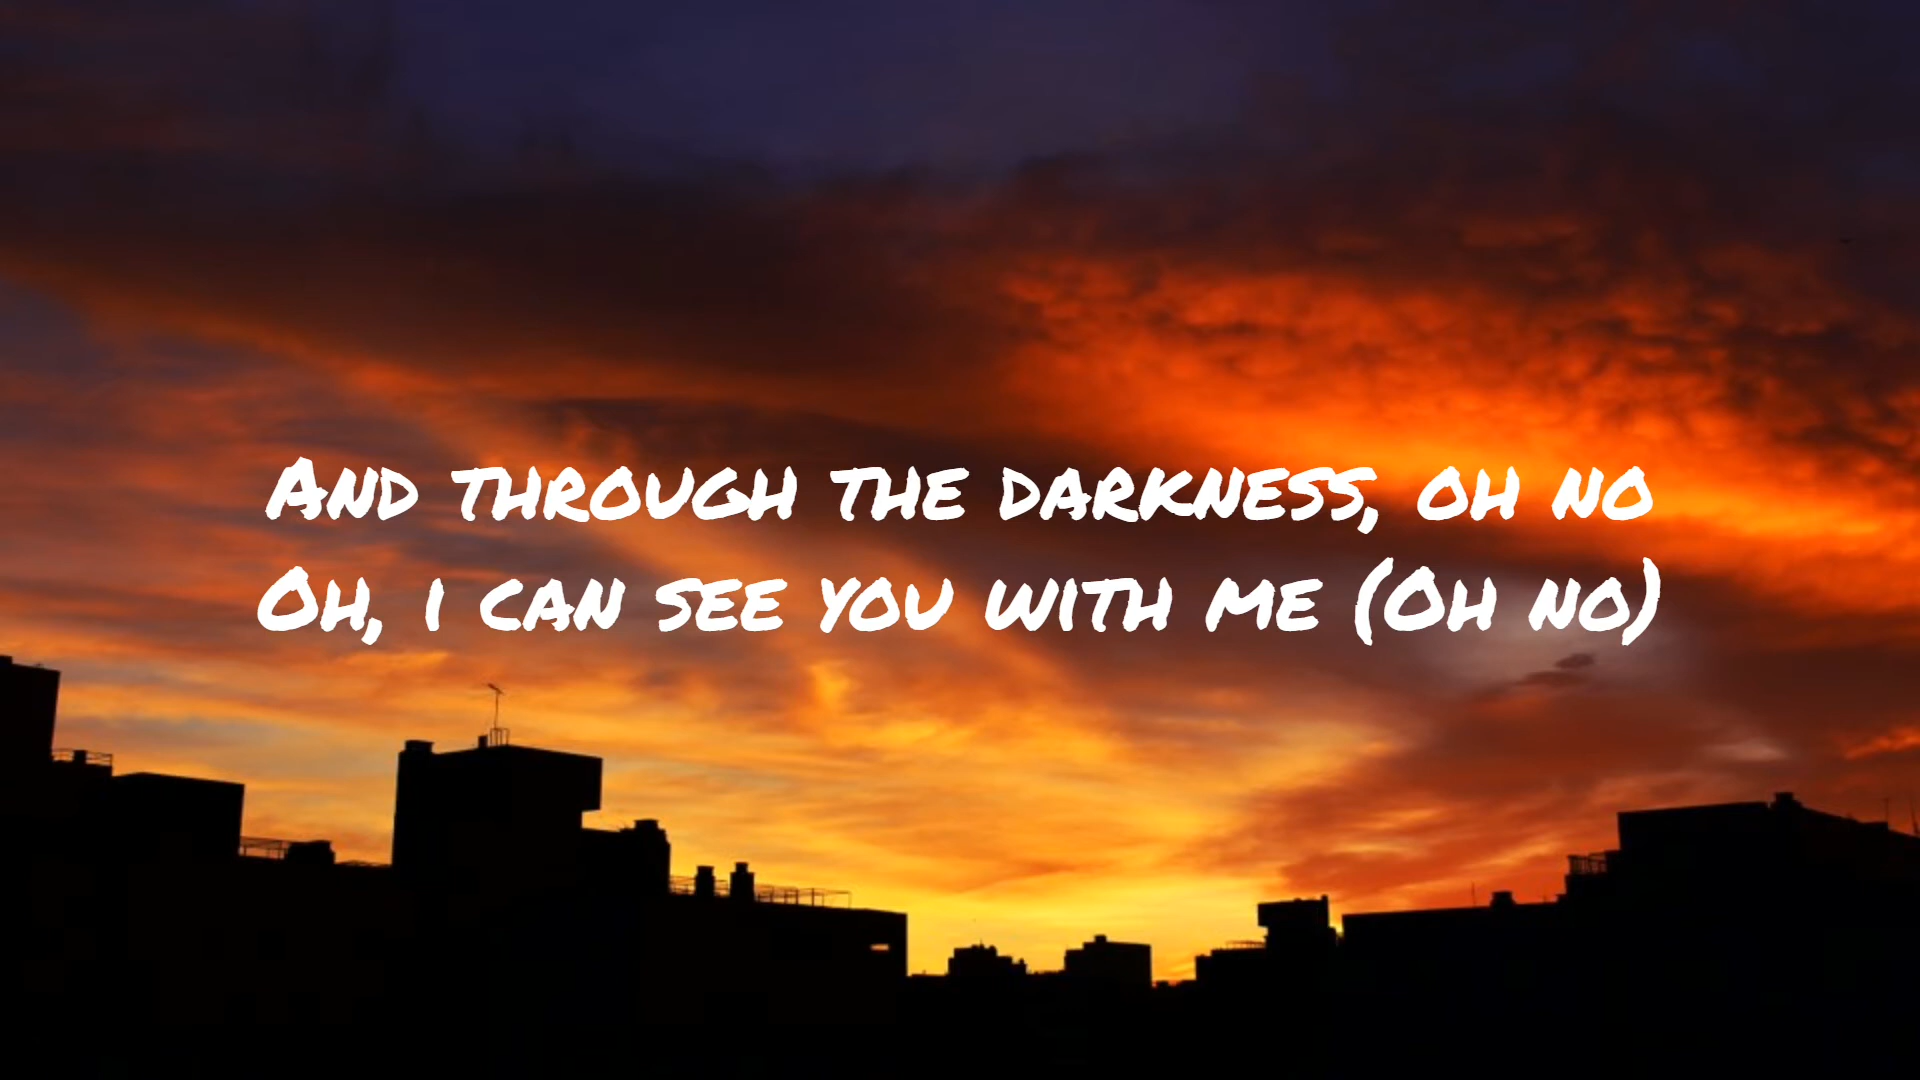 And through the darkness, oh no
Oh, i can see you with me (Oh no)